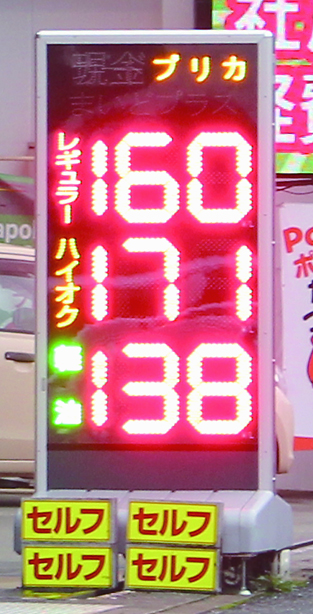 現金 プリカ
まいどプラス
レギュラー 160
ハイオク 171
軽油 138
セルフ セルフ
セルフ セルフ